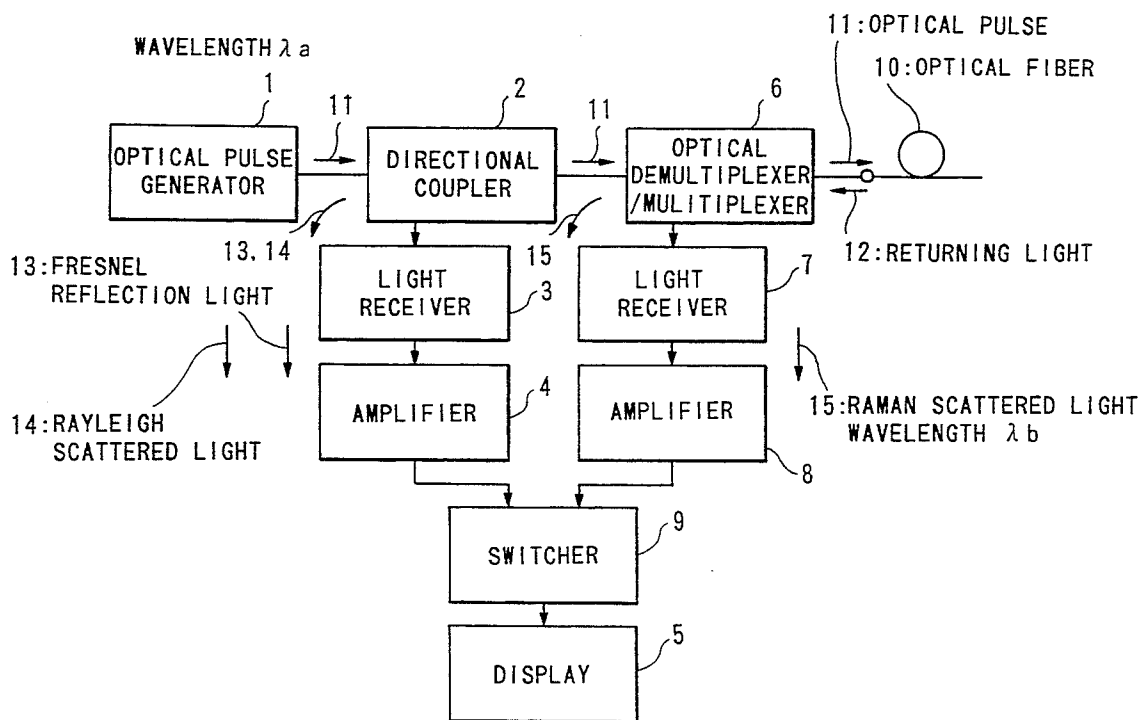 WAVELENGTH λa
11:OPTICAL PULSE
10:OPTICAL FIBER
1
11
2
11
6
OPTICAL PULSE
GENERATOR
DIRECTIONAL
COUPLER
OPTICAL
DEMULTIPLEXER
/MULITIPLEXER
13, 14
15
12:RETURNING LIGHT
13:FRESNEL
REFLECTION LIGHT
LIGHT
RECEIVER
3
LIGHT
RECEIVER
7
14:RAYLEIGH
SCATTERED LIGHT
AMPLIFIER
4
AMPLIFIER
8
15:RAMAN SCATTERED LIGHT
WAVELENGTH λb
SWITCHER
9
DISPLAY
5